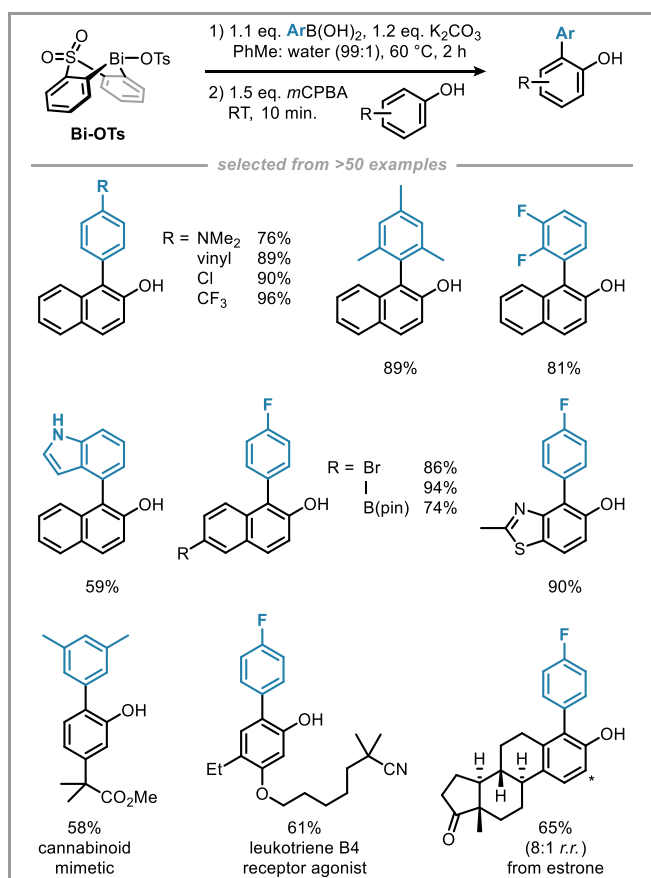 1) 1.1 eq. ArB(OH)2, 1.2 eq. K2CO3
PhMe: water (99:1), 60 °C, 2 h
2) 1.5 eq. mCPBA
RT, 10 min.
R
OH
O
O
S
Bi
OTs
Bi-OTs
Ar
OH
R
selected from >50 examples
R
OH
R = NMe2 76%
vinyl 89%
Cl 90%
CF3 96%
OH
89%
F
F
OH
81%
H
N
OH
59%
F
OH
R
R = Br 86%
I 94%
B(pin) 74%
F
N
OH
S
90%
OH
CO2Me
58%
cannabinoid
mimetic
F
OH
Et
O
CN
61%
leukotriene B4
receptor agonist
F
OH
H
H
H
*
O
65%
(8:1 r.r.)
from estrone